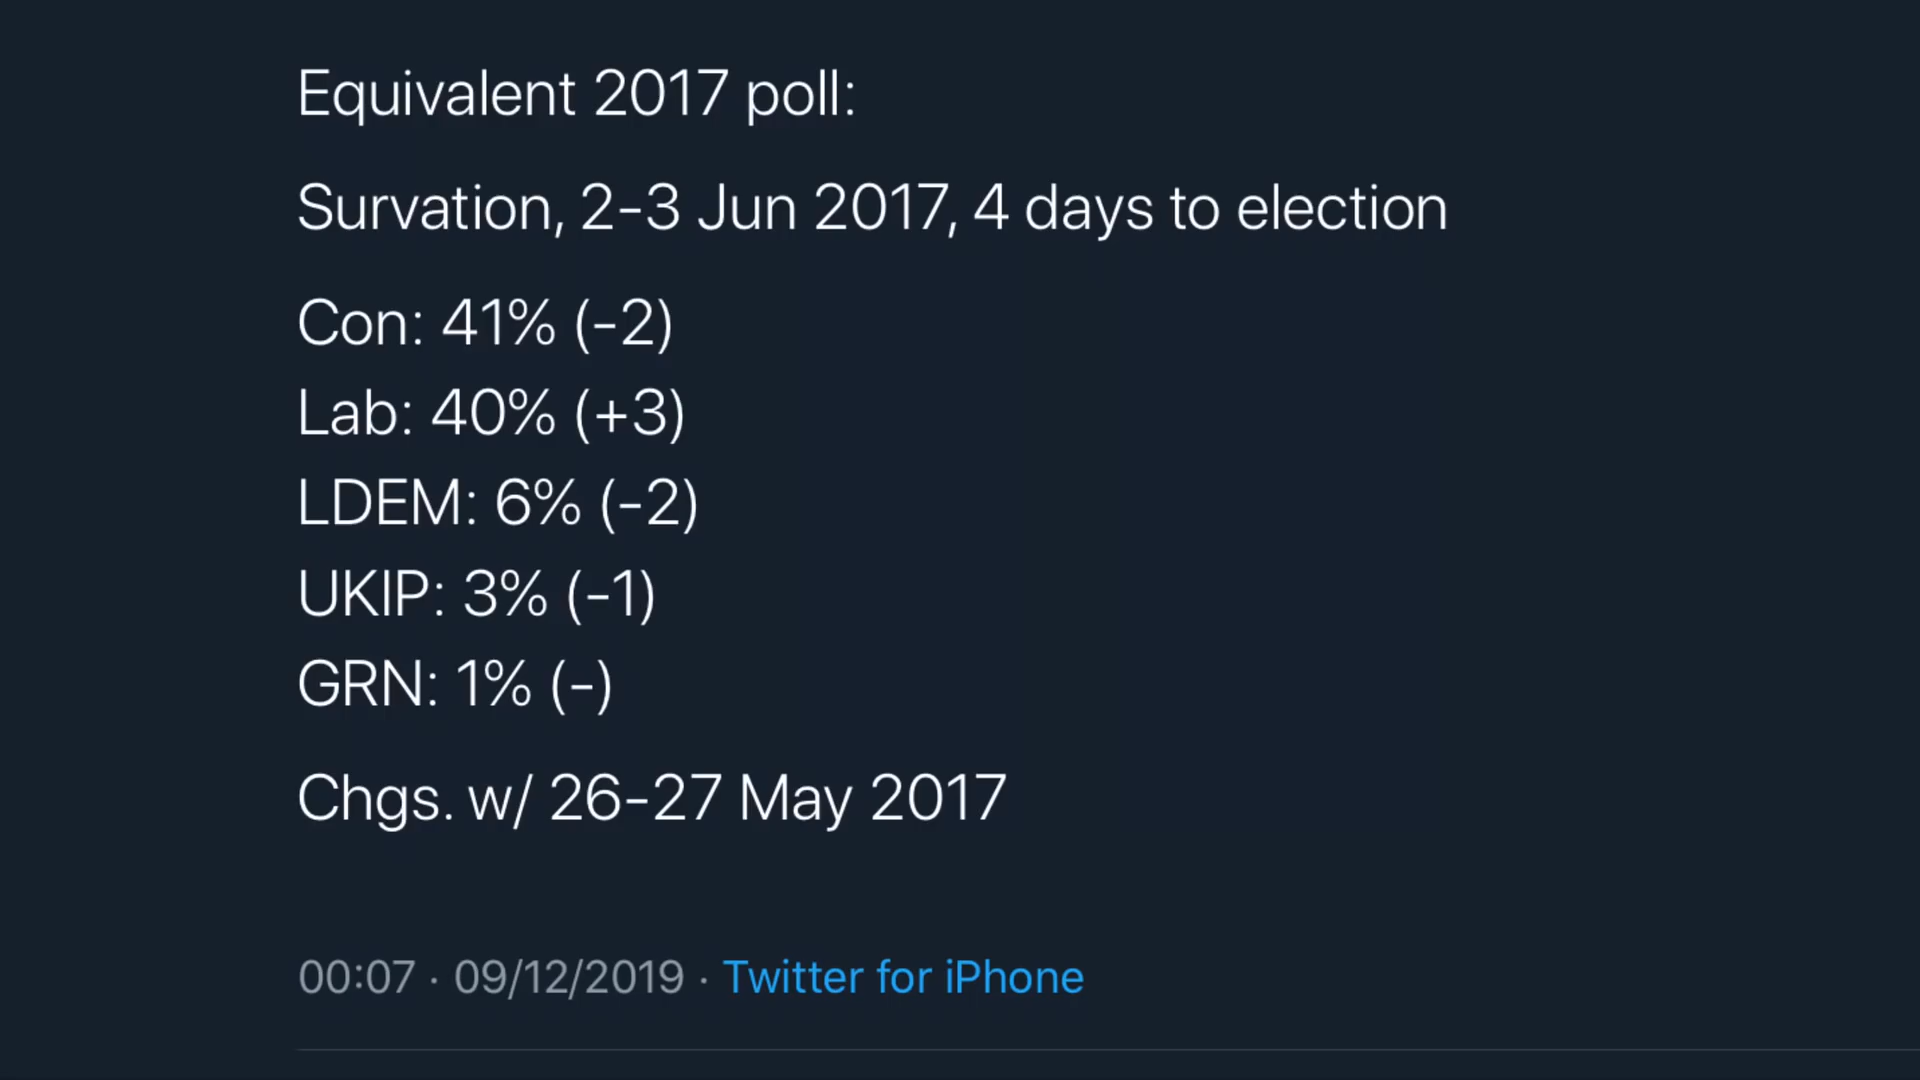 Equivalent 2017 poll:
Survation, 2-3 Jun 2017, 4 days to election
Con: 41% (-2)
Lab: 40% (+3)
LDEM: 6% (-2)
UKIP: 3% (-1)
GRN: 1% (-)
Chgs. w/ 26-27 May 2017
00:07 · 09/12/2019 · Twitter for iPhone